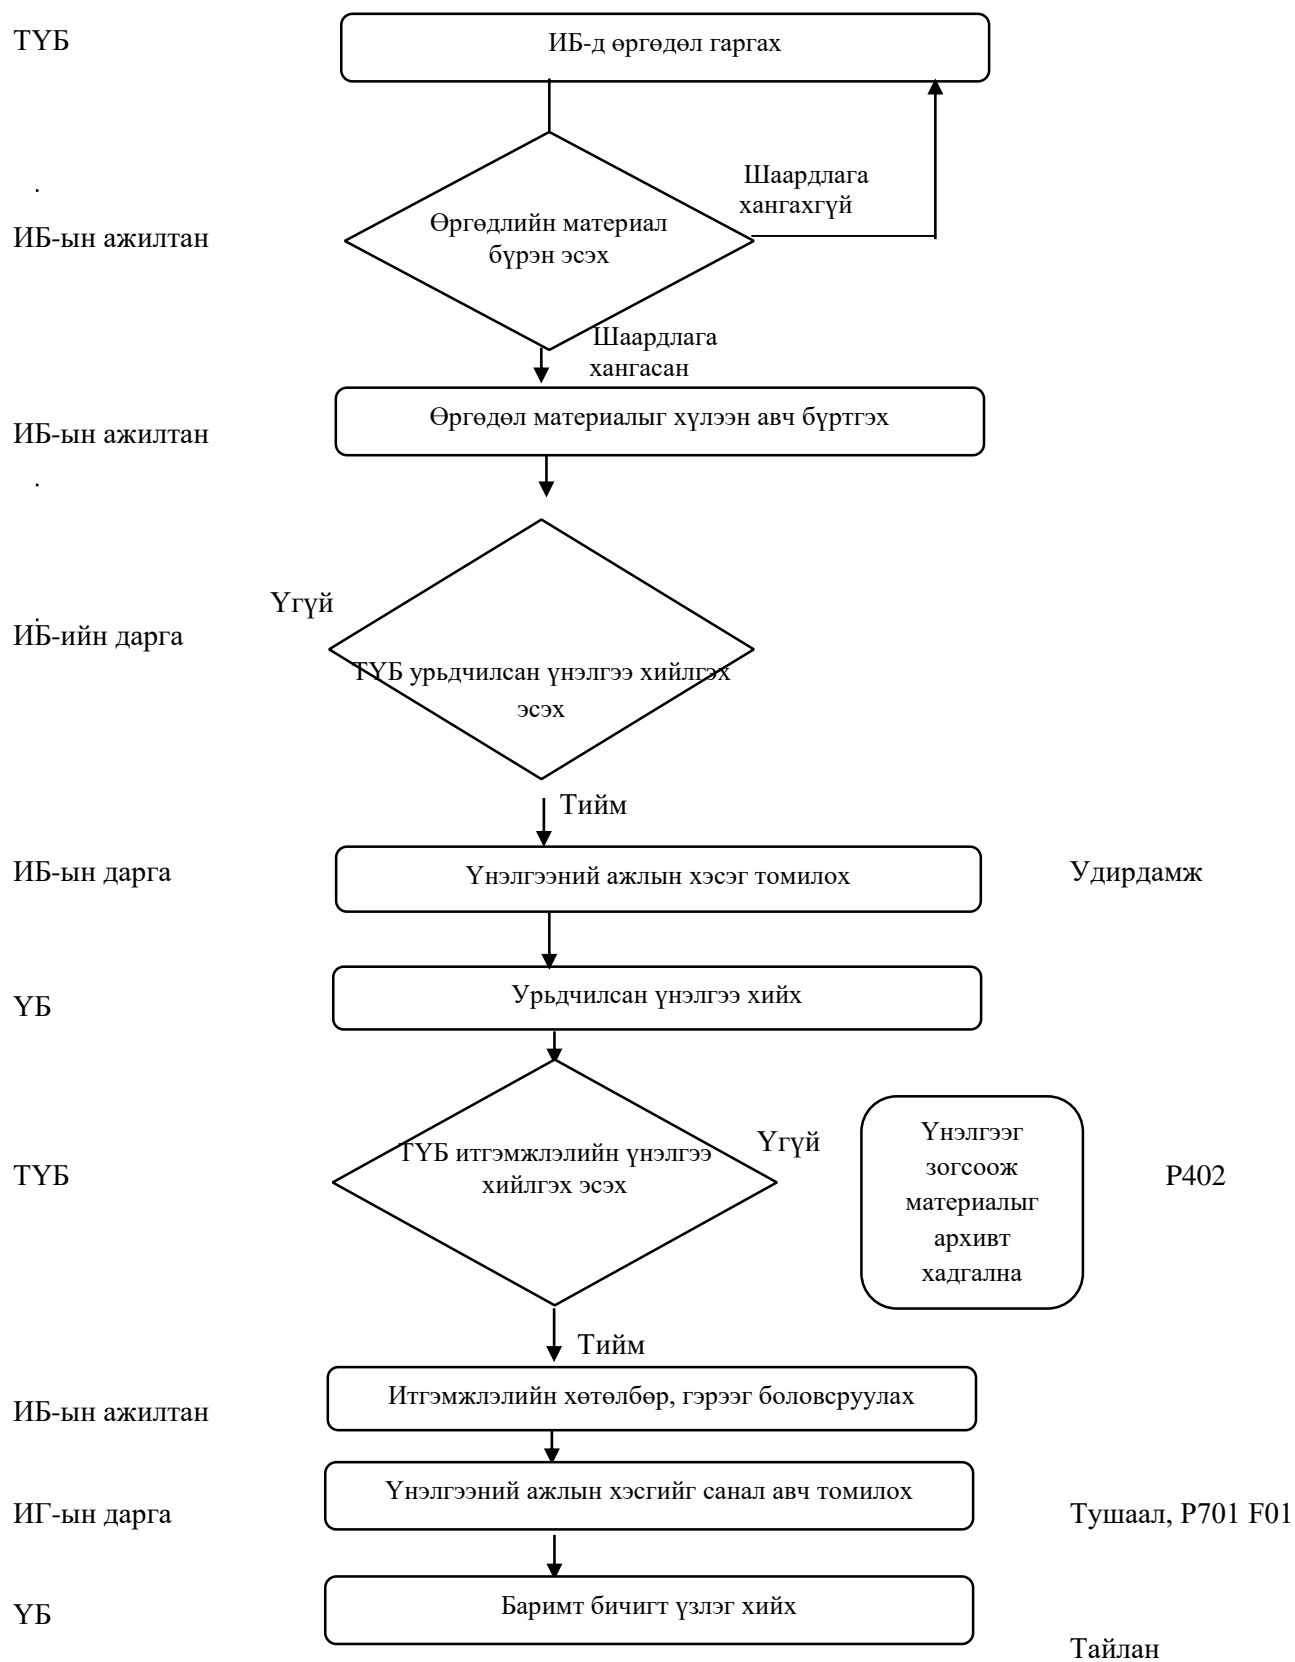 ТҮБ
ИБ-д өргөдөл гаргах
Шаардлага
хангахгүй
.
ИБ-ын ажилтан
Өргөдлийн материал
бүрэн эсэх
Шаардлага
хангасан
ИБ-ын ажилтан
Өргөдөл материалыг хүлээн авч бүртгэх
.
Үгүй
.
ИБ-ийн дарга
ТҮБ урьдчилсан үнэлгээ хийлгэх
эсэх
Тийм
ИБ-ын дарга
Үнэлгээний ажлын хэсэг томилох
Удирдамж
ҮБ
Урьдчилсан үнэлгээ хийх
ТҮБ
ТҮБ итгэмжлэлийн үнэлгээ
хийлгэх эсэх
Үгүй
Үнэлгээг
зогсоож
материалыг
архивт
хадгална
P402
Тийм
ИБ-ын ажилтан
Итгэмжлэлийн хөтөлбөр, гэрээг боловсруулах
ИГ-ын дарга
Үнэлгээний ажлын хэсгийг санал авч томилох
Тушаал, P701 F01
ҮБ
Баримт бичигт үзлэг хийх
Тайлан